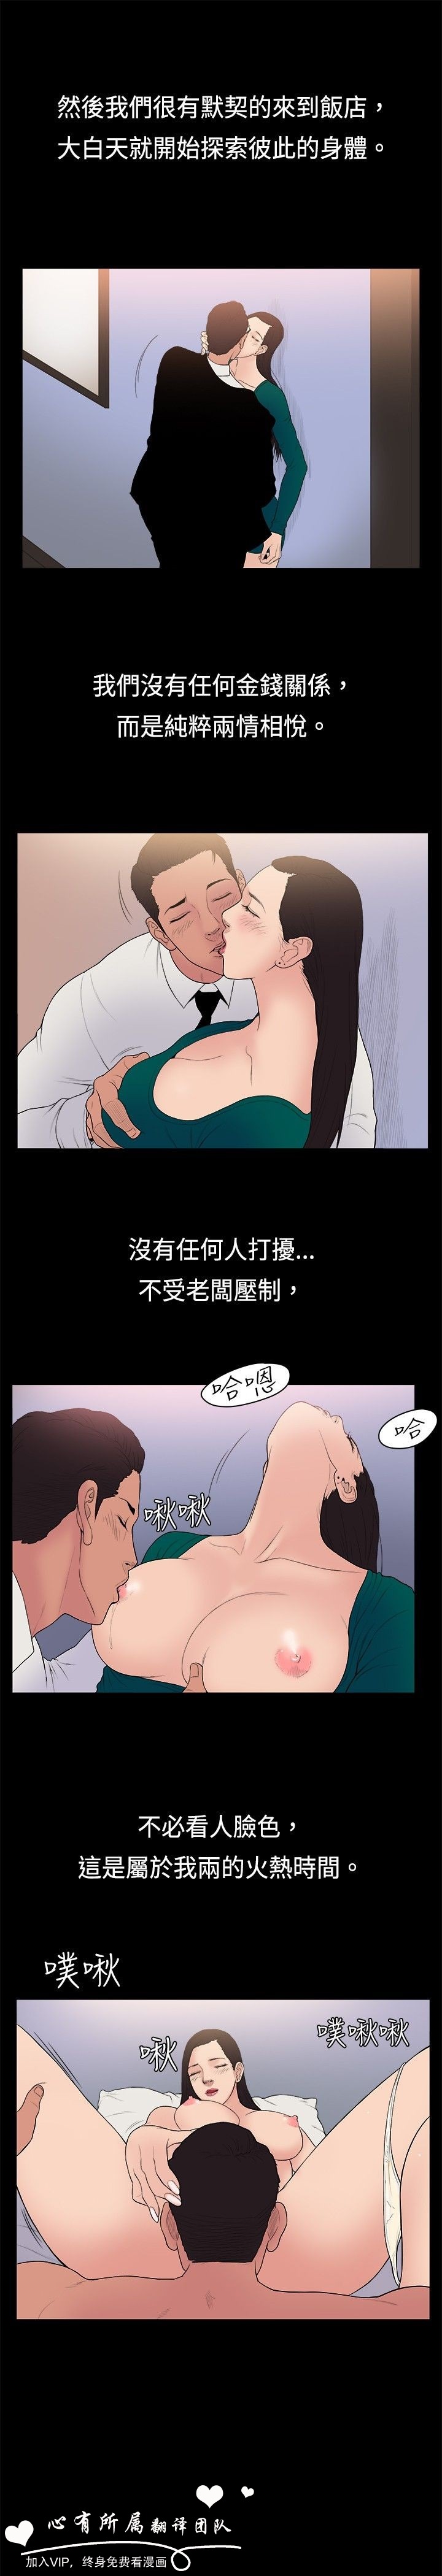 然後我們很有默契的來到飯店，
大白天就開始探索彼此的身體。
我們沒有任何金錢關係，
而是純粹兩情相悅。
沒有任何人打擾...
不受老闆壓制，
哈嗯
哈
啾啾
不必看人臉色，
這是屬於我兩的火熱時間。
噗啾
噗啾啾
啾
心有所属翻译团队
加入VIP，终身免费看漫画